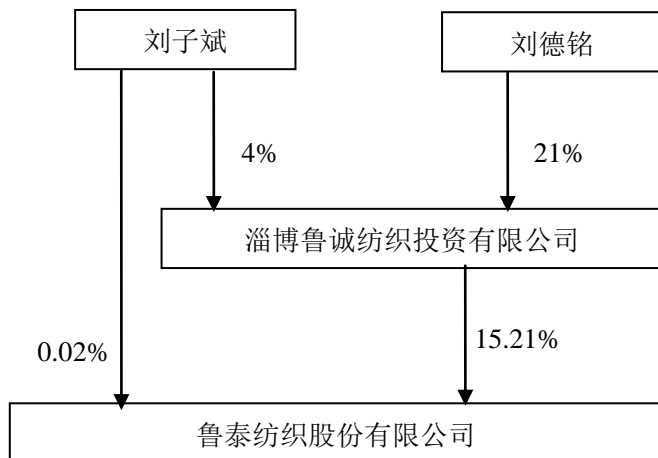 刘子斌
刘德铭
4%
21%
淄博鲁诚纺织投资有限公司
0.02%
15.21%
鲁泰纺织股份有限公司